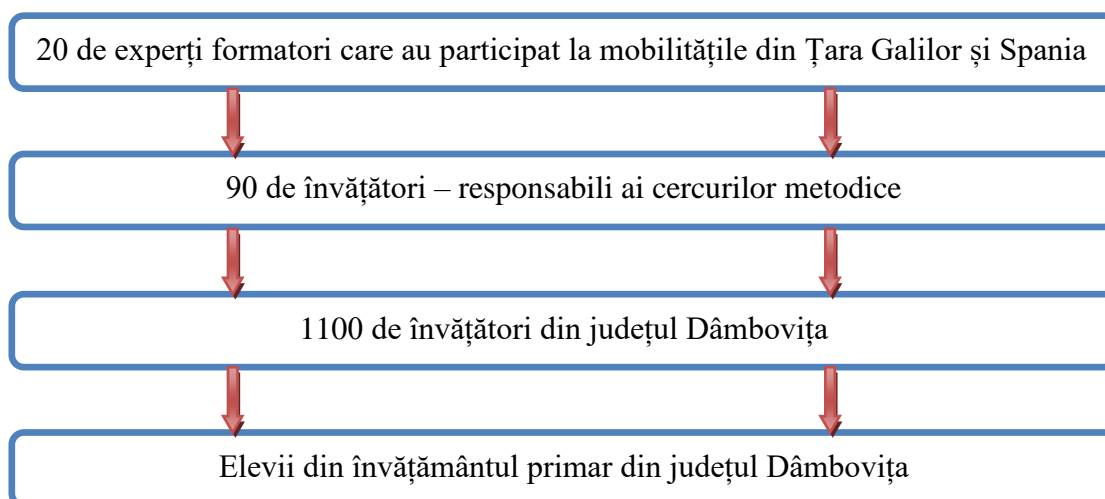 20 de experți formatori care au participat la mobilitățile din Țara Galilor și Spania
90 de învățători – responsabili ai cercurilor metodice
1100 de învățători din județul Dâmbovița
Elevii din învățământul primar din județul Dâmbovița